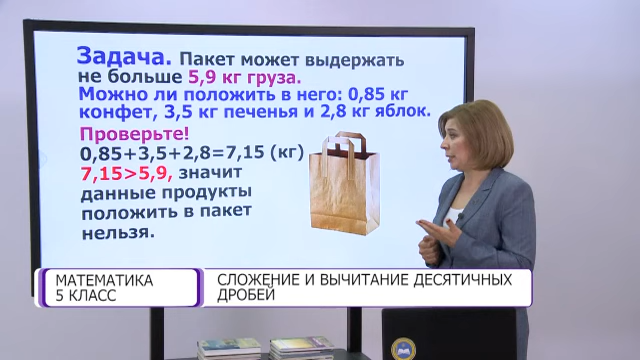 Задача. Пакет может выдержать
не больше 5,9 кг груза.
Можно ли положить в него: 0,85 кг
конфет, 3,5 кг печенья и 2,8 кг яблок.
Проверьте!
0,85+3,5+2,8=7,15 (кг)
7,15>5,9, значит
данные продукты
положить в пакет
нельзя.
МАТЕМАТИКА
5 КЛАСС
СЛОЖЕНИЕ И ВЫЧИТАНИЕ ДЕСЯТИЧНЫХ
ДРОБЕЙ